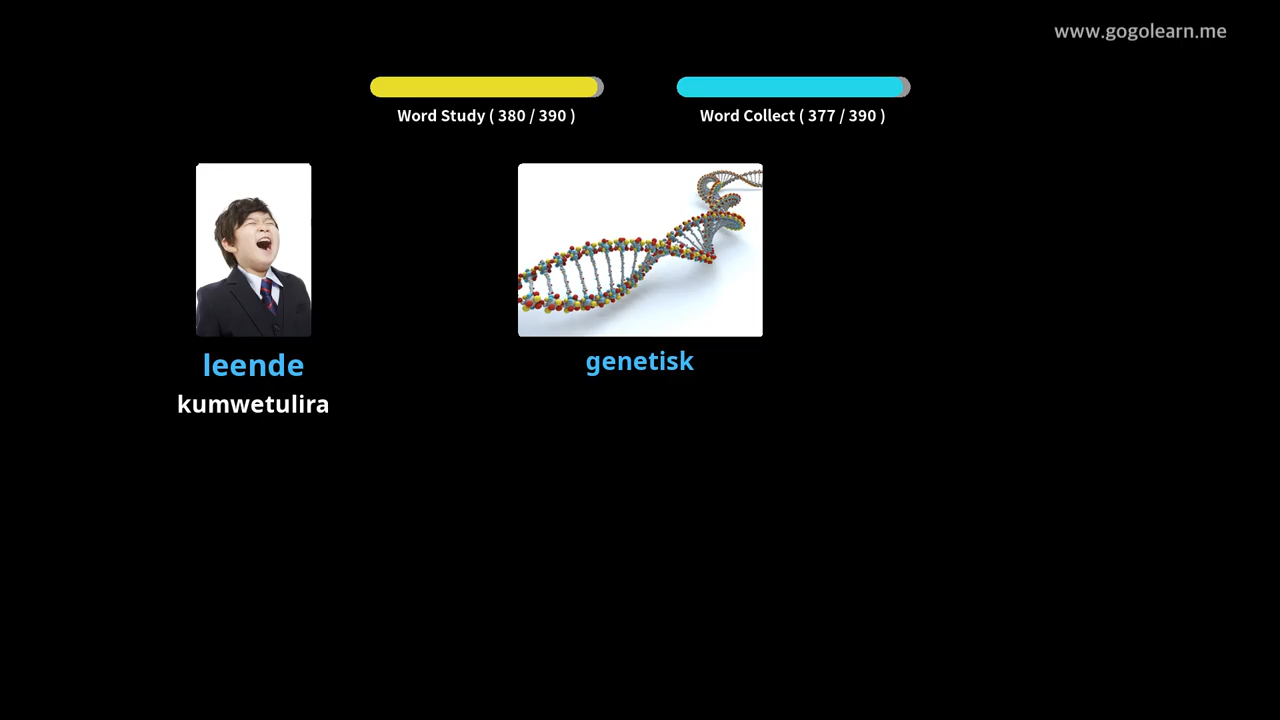 www.gogolearn.me
Word Study ( 380 / 390 )
Word Collect ( 377 / 390 )
leende
kumwetulira
genetisk